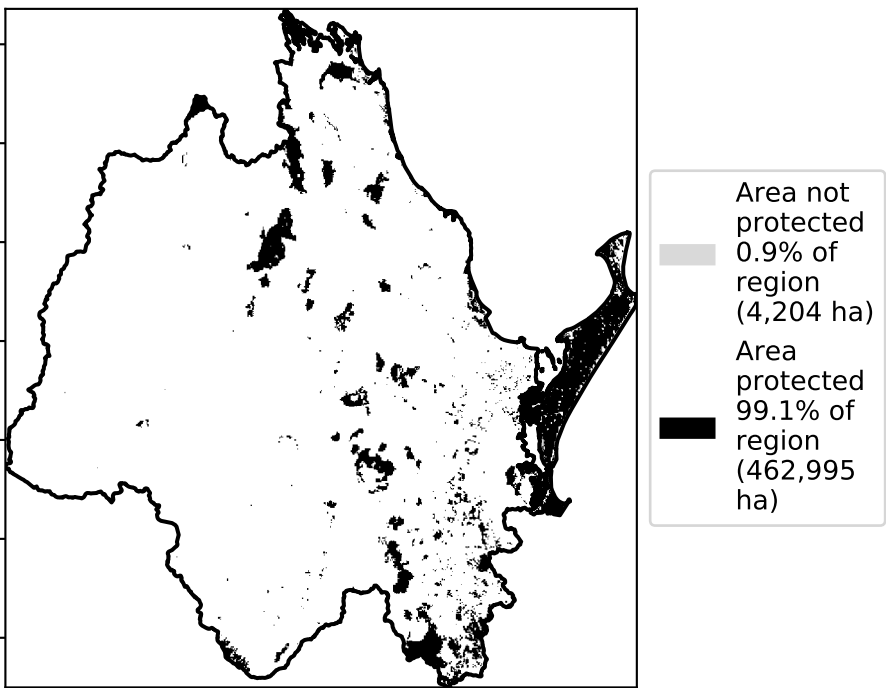 Area not
protected
0.9% of
region
(4,204 ha)
Area
protected
99.1% of
region
(462,995
ha)